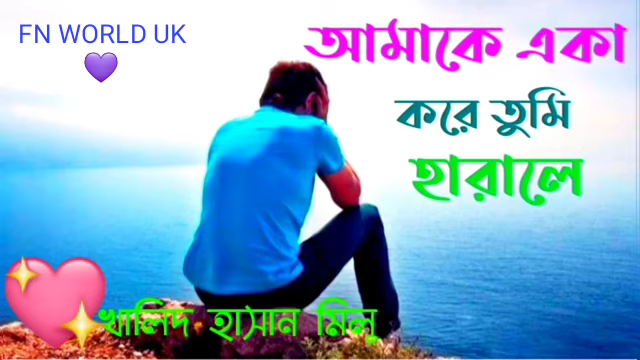 FN WORLD UK
💜
আমাকে একা
করে তুমি
হারালে
খালিদ হাসান মিলু